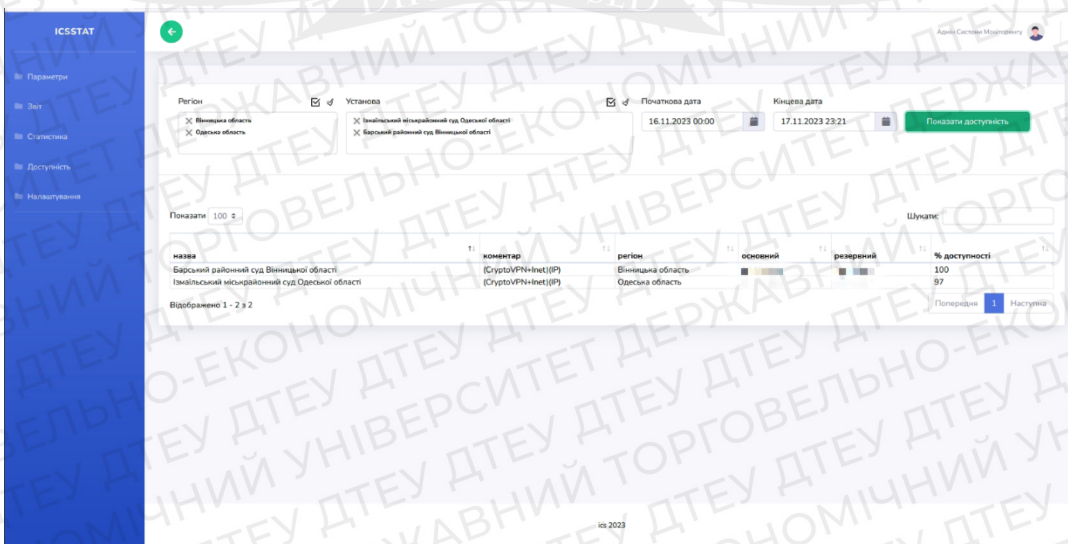 ICSSTAT
Адмін Системи Моніторингу
Параметри
Звіт
Статистика
Доступність
Налаштування
Регіон
Установа
Початкова дата
Кінцева дата
× Вінницька область
× Одеська область
× Ізмаїльський міськрайонний суд Одеської області
× Барський районний суд Вінницької області
16.11.2023 00:00
17.11.2023 23:21
Показати доступність
Показати 100
Шукати:
назва коментар регіон основний резервний % доступності
Барський районний суд Вінницької області (CryptoVPN+Inet)(IP) Вінницька область 100
Ізмаїльський міськрайонний суд Одеської області (CryptoVPN+Inet)(IP) Одеська область 97
Відображено 1 - 2 з 2
Попередня 1 Наступна
ics 2023